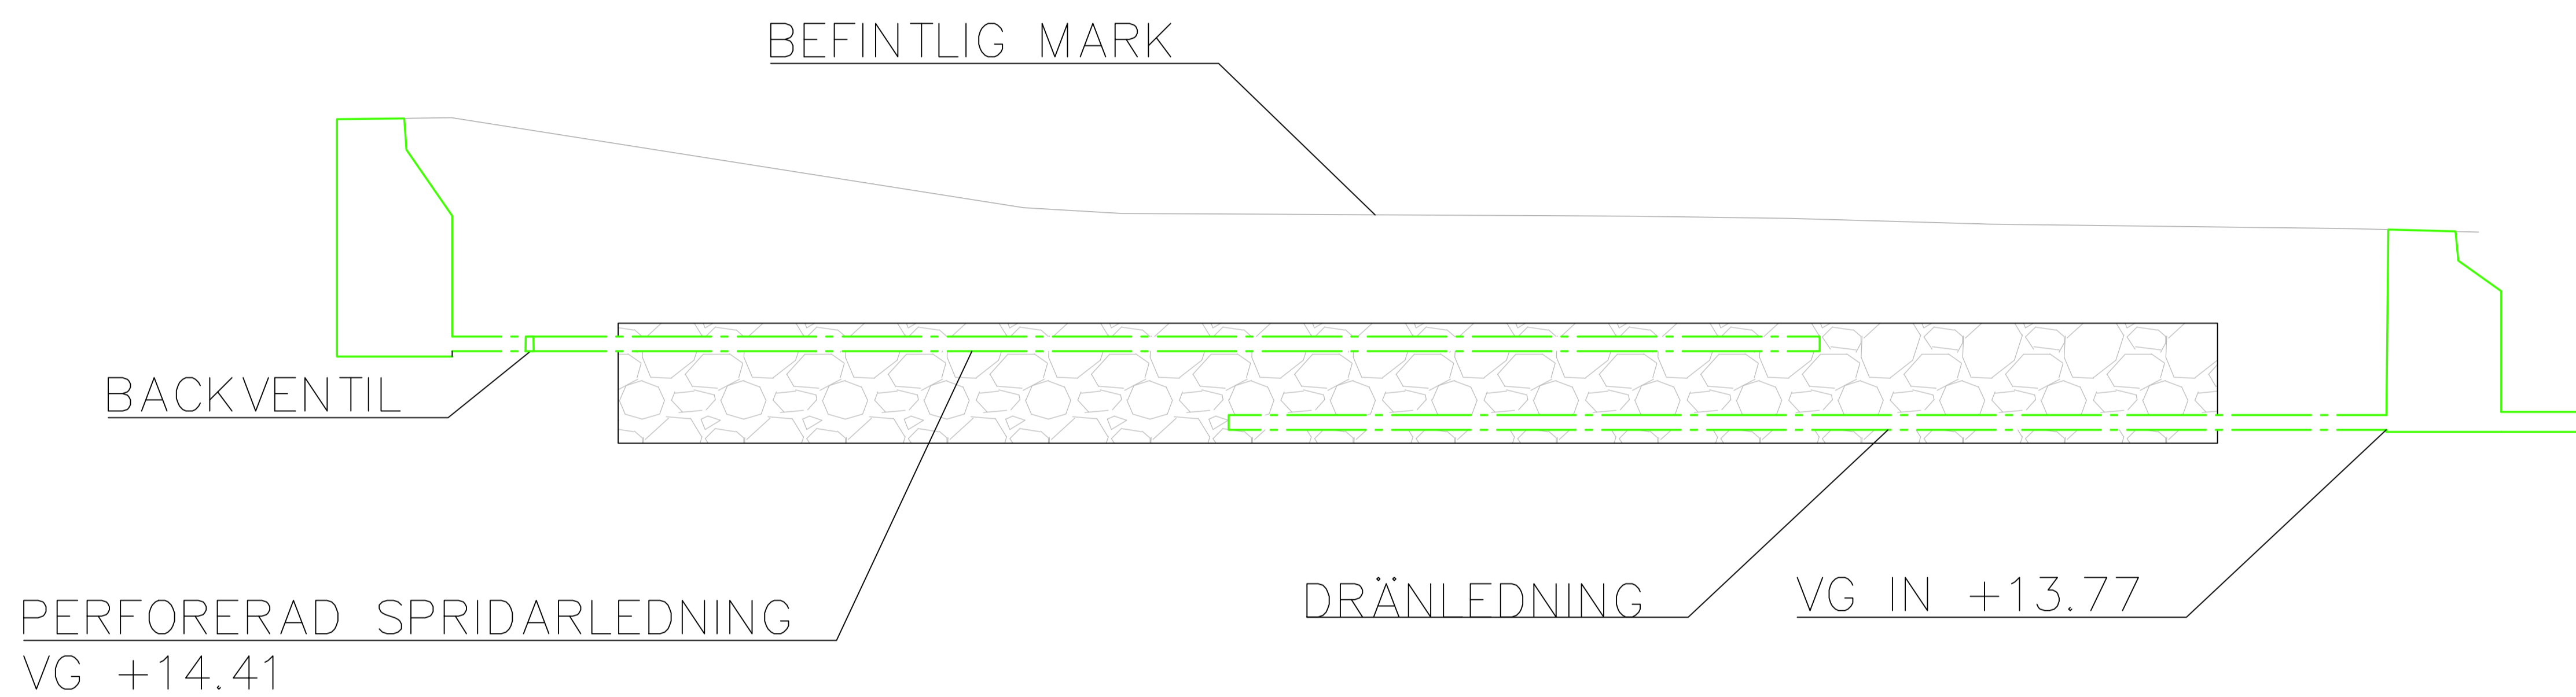 BEFINTLIG MARK
BACKVENTIL
PERFORERAD SPRIDARLEDNING
VG +14.41
DRÄNLEDNING
VG IN +13.77